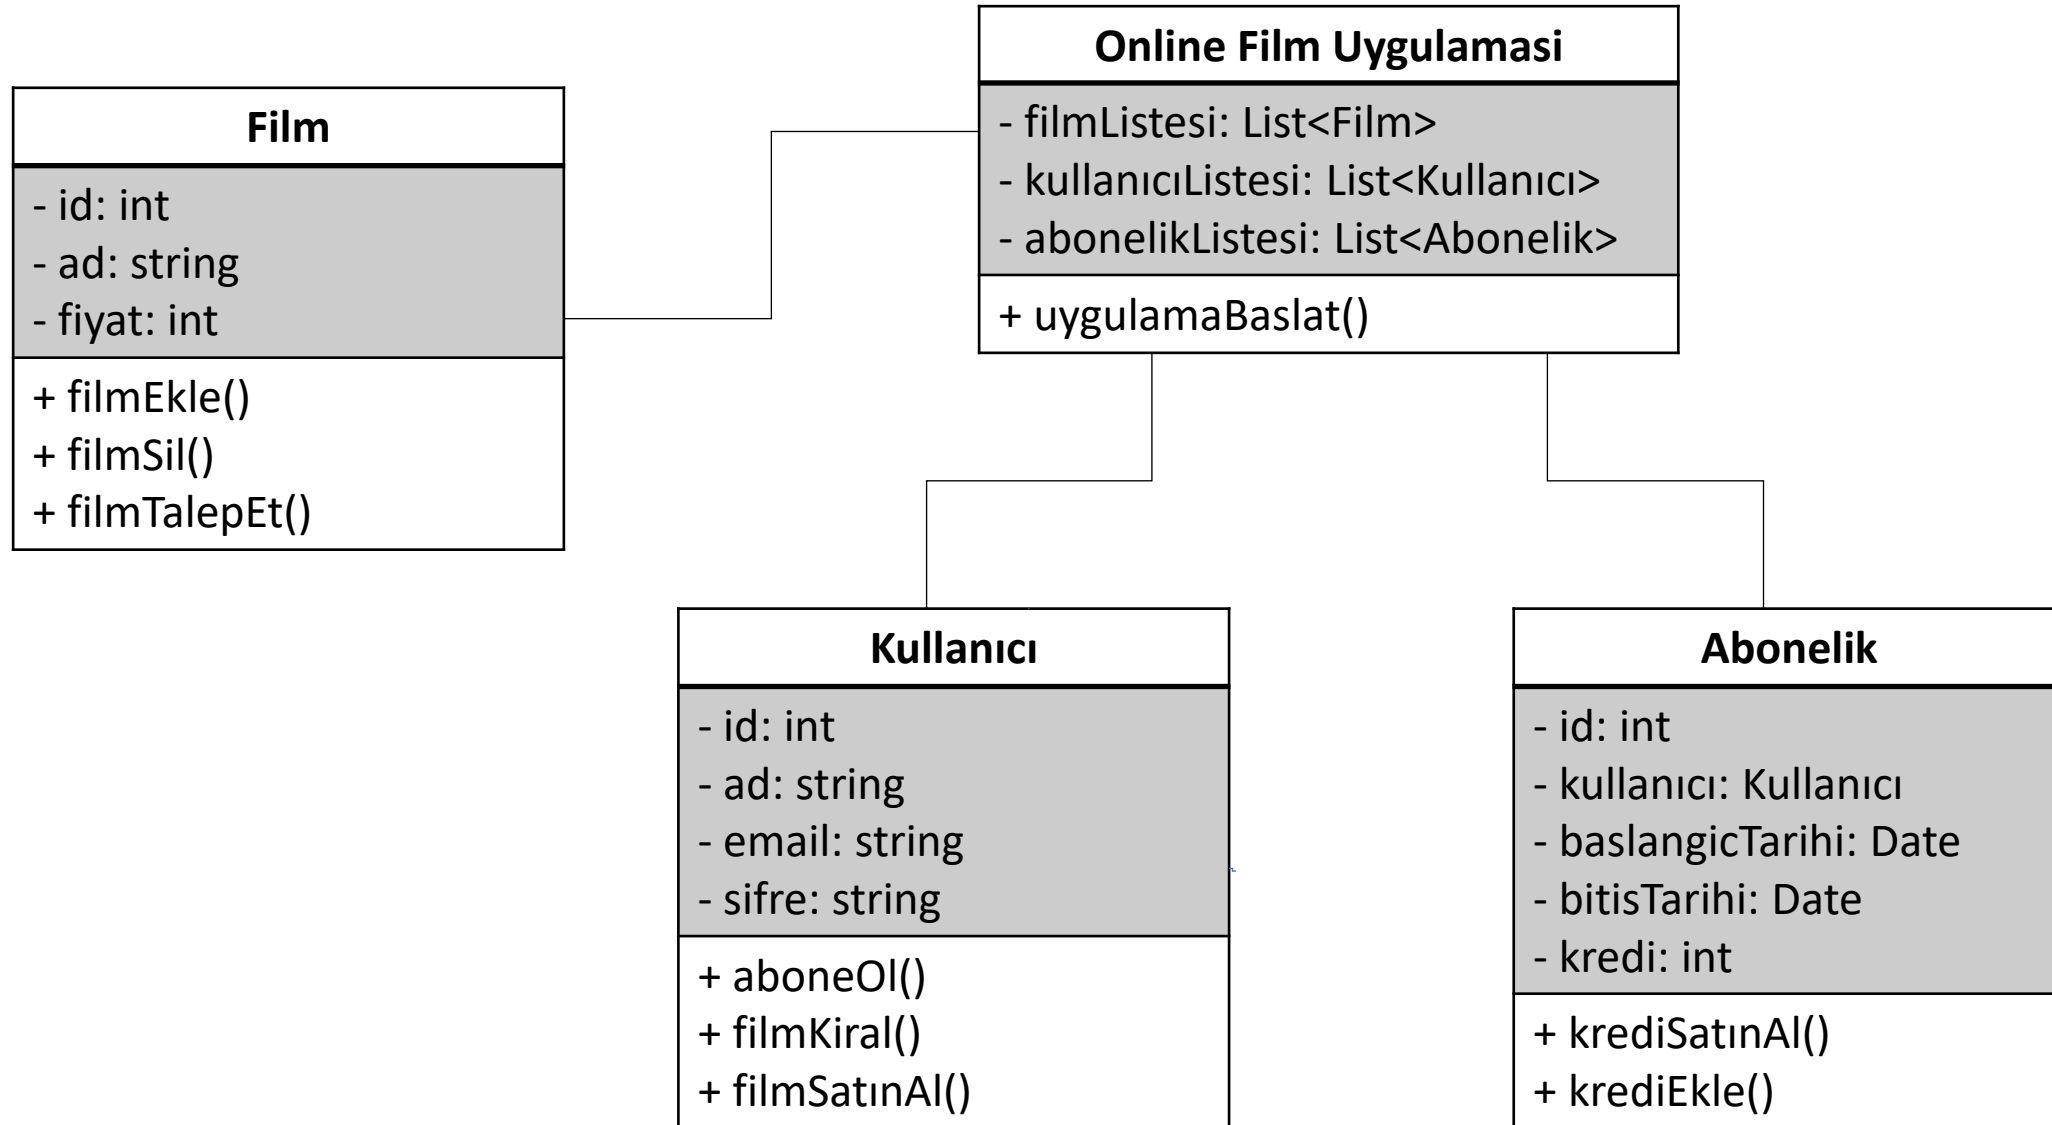 Online Film Uygulamasi
- filmListesi: List<Film>
- kullanıcıListesi: List<Kullanıcı>
- abonelikListesi: List<Abonelik>
+ uygulamaBaslat()
Film
- id: int
- ad: string
- fiyat: int
+ filmEkle()
+ filmSil()
+ filmTalepEt()
Kullanıcı
- id: int
- ad: string
- email: string
- sifre: string
+ aboneOl()
+ filmKiral()
+ filmSatınAl()
Abonelik
- id: int
- kullanıcı: Kullanıcı
- baslangicTarihi: Date
- bitisTarihi: Date
- kredi: int
+ krediSatınAl()
+ krediEkle()